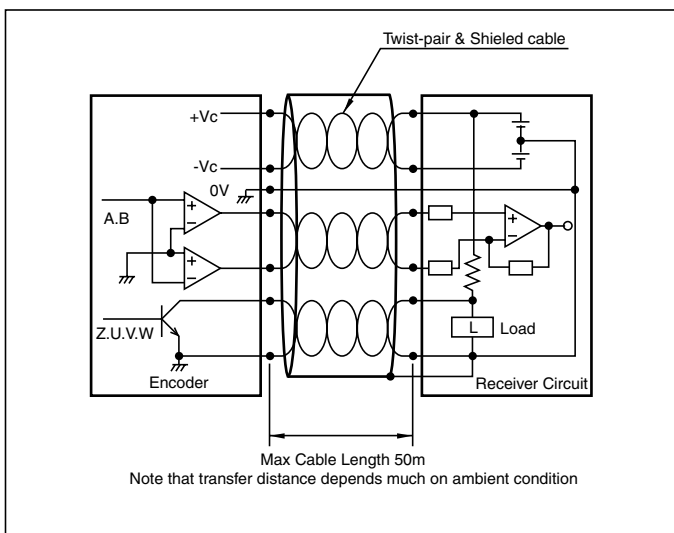 Twist-pair & Shieled cable
+Vc
-Vc
0V
A.B
+
−
+
−
+
−
Z.U.V.W
L Load
Encoder
Receiver Circuit
Max Cable Length 50m
Note that transfer distance depends much on ambient condition